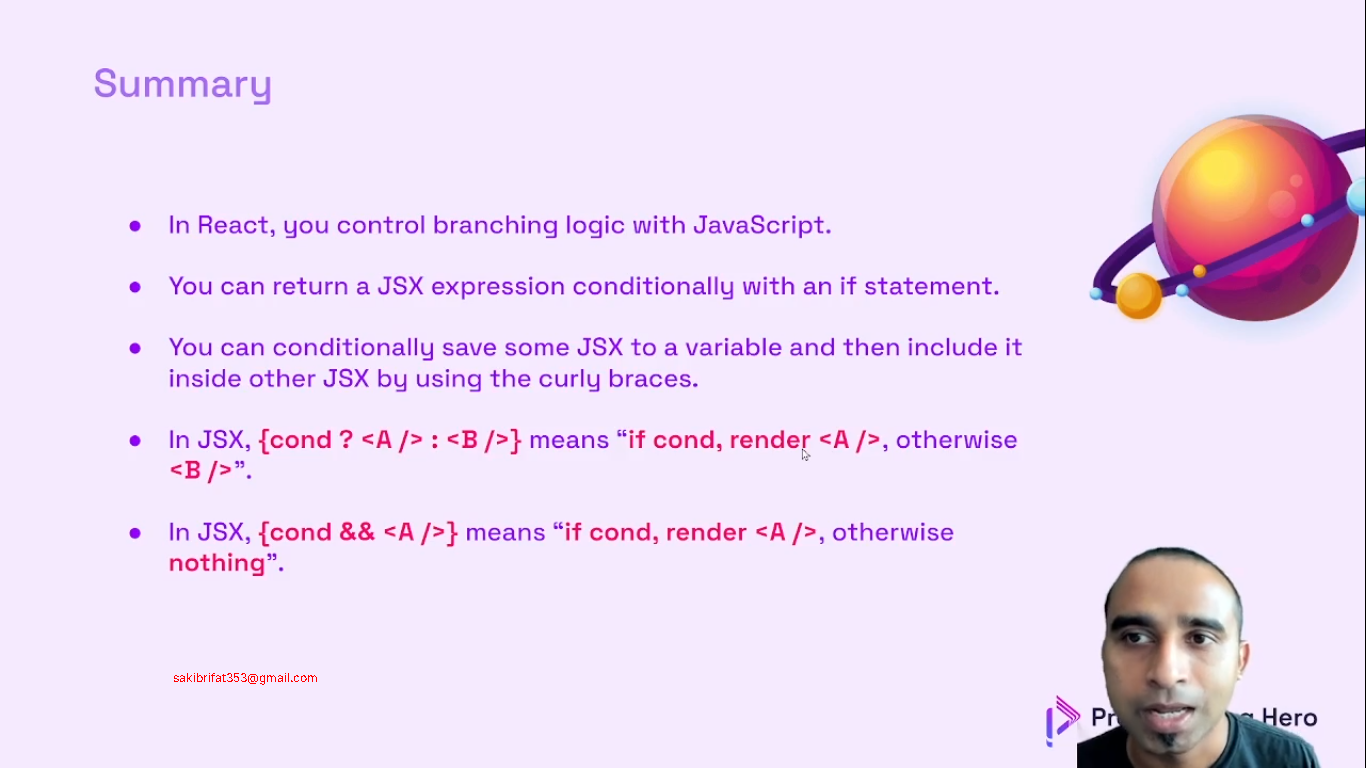 Summary
● In React, you control branching logic with JavaScript.
● You can return a JSX expression conditionally with an if statement.
● You can conditionally save some JSX to a variable and then include it
inside other JSX by using the curly braces.
● In JSX, {cond ? <A /> : <B />} means “if cond, render <A />, otherwise
<B />”.
● In JSX, {cond && <A />} means “if cond, render <A />, otherwise
nothing”.
sakibrifat353@gmail.com
Hero